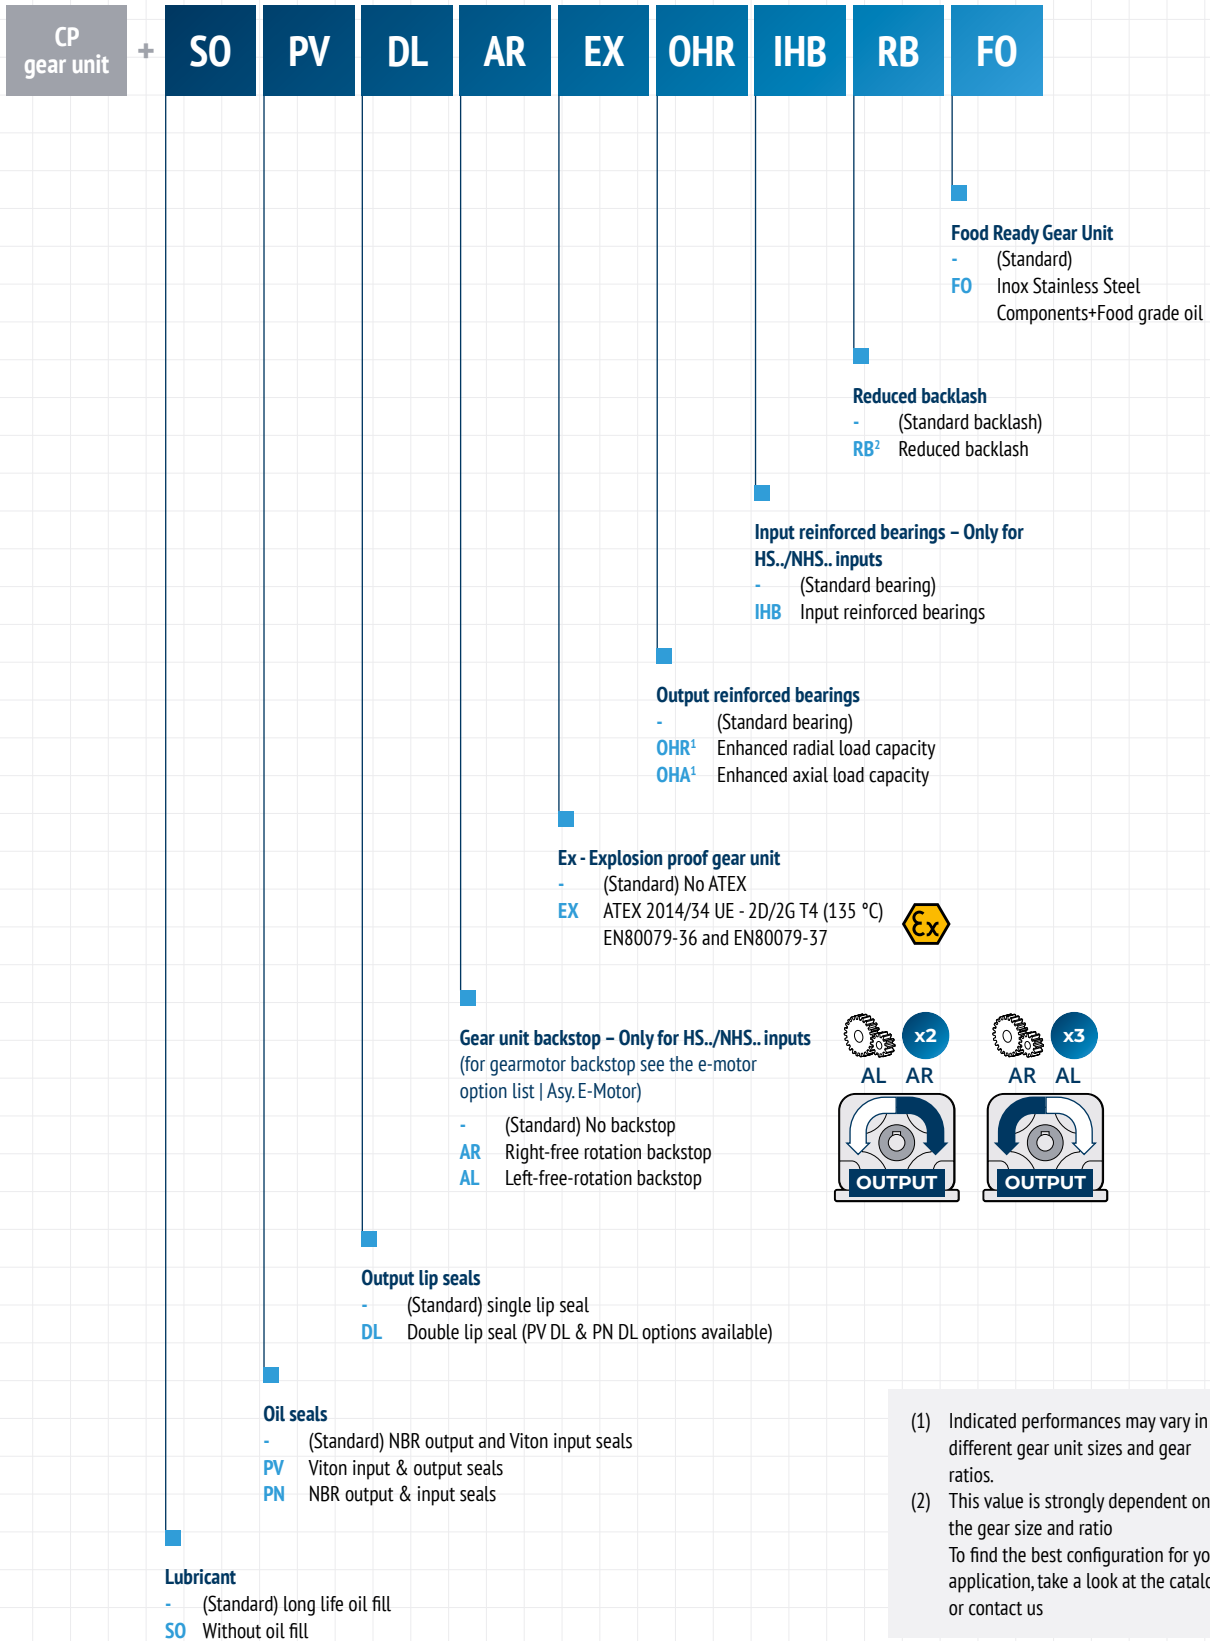 CP
gear unit
+
SO
PV
DL
AR
EX
OHR
IHB
RB
FO
Food Ready Gear Unit
- (Standard)
FO Inox Stainless Steel
Components+Food grade oil
Reduced backlash
- (Standard backlash)
RB² Reduced backlash
Input reinforced bearings – Only for
HS../NHS.. inputs
- (Standard bearing)
IHB Input reinforced bearings
Output reinforced bearings
- (Standard bearing)
OHR¹ Enhanced radial load capacity
OHA¹ Enhanced axial load capacity
Ex - Explosion proof gear unit
- (Standard) No ATEX
EX ATEX 2014/34 UE - 2D/2G T4 (135 °C)
EN80079-36 and EN80079-37
Ex
Gear unit backstop – Only for HS../NHS.. inputs
(for gearmotor backstop see the e-motor
option list | Asy. E-Motor)
- (Standard) No backstop
AR Right-free rotation backstop
AL Left-free-rotation backstop
x2
AL AR
OUTPUT
x3
AR AL
OUTPUT
Output lip seals
- (Standard) single lip seal
DL Double lip seal (PV DL & PN DL options available)
Oil seals
- (Standard) NBR output and Viton input seals
PV Viton input & output seals
PN NBR output & input seals
Lubricant
- (Standard) long life oil fill
SO Without oil fill
(1) Indicated performances may vary in
different gear unit sizes and gear
ratios.
(2) This value is strongly dependent on
the gear size and ratio
To find the best configuration for
application, take a look at the
or contact us